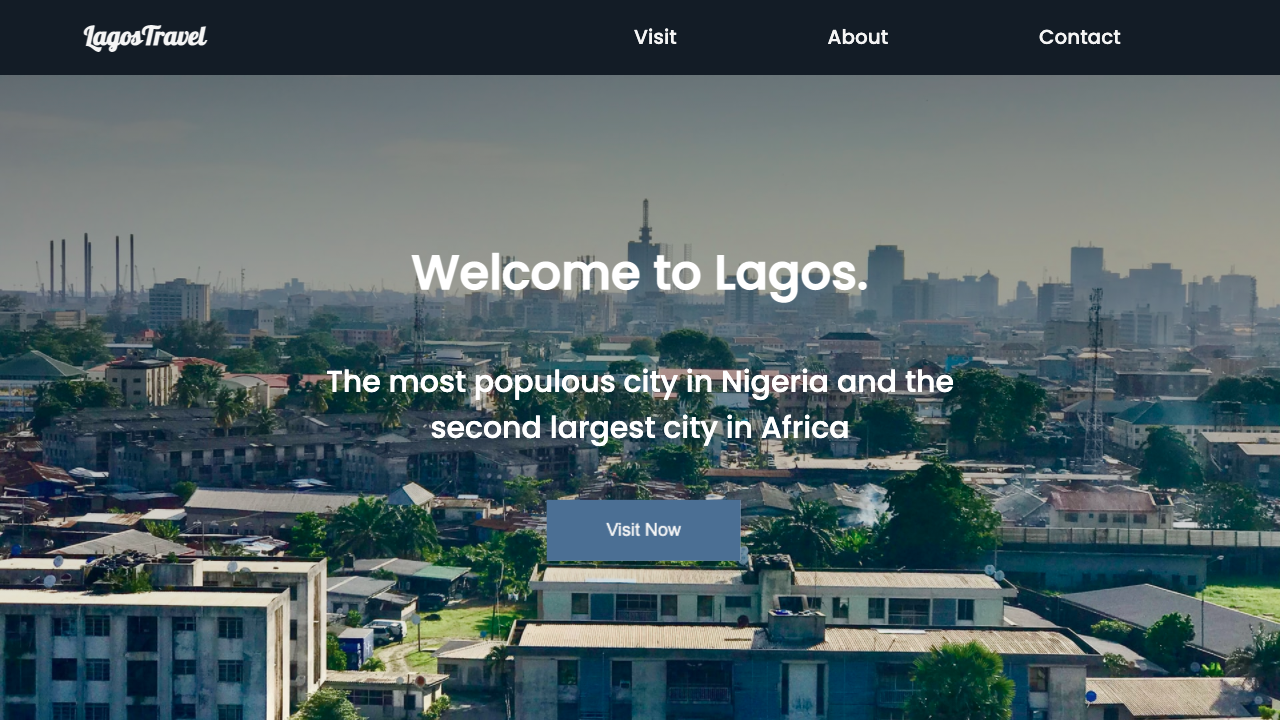 LagosTravel
Visit
About
Contact
Welcome to Lagos.
The most populous city in Nigeria and the
second largest city in Africa
Visit Now